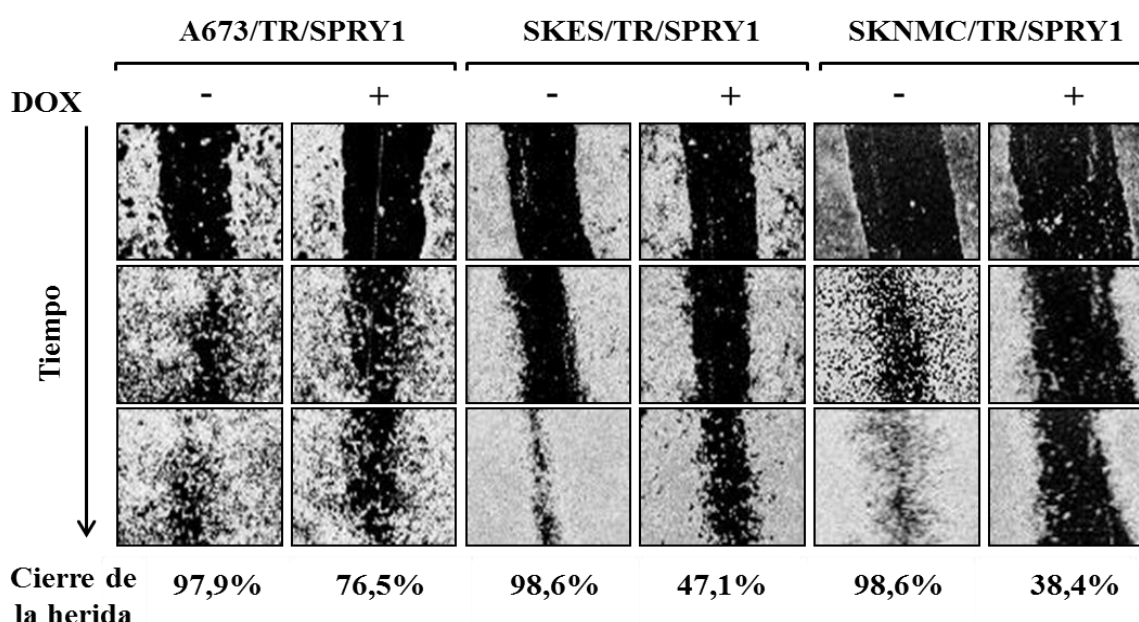 A673/TR/SPRY1 SKES/TR/SPRY1 SKNMC/TR/SPRY1
DOX - + - + - +
Tiempo
Cierre de
la herida 97,9% 76,5% 98,6% 47,1% 98,6% 38,4%